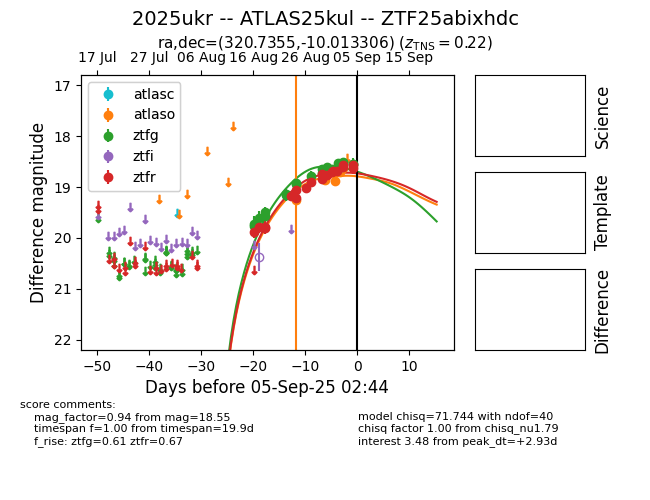 2025ukr -- ATLAS25kul -- ZTF25abixhdc
ra,dec=(320.7355,-10.013306) (zTNS = 0.22)
17 Jul 27 Jul 06 Aug 16 Aug 26 Aug 05 Sep 15 Sep
17
18
19
20
21
22
Difference magnitude
atlasc
atlaso
ztfg
ztfi
ztfr
−50 −40 −30 −20 −10 0 10
Days before 05-Sep-25 02:44
Science
Template
Difference
score comments:
mag_factor=0.94 from mag=18.55
timespan f=1.00 from timespan=19.9d
f_rise: ztfg=0.61 ztfr=0.67
model chisq=71.744 with ndof=40
chisq factor 1.00 from chisq_nu1.79
interest 3.48 from peak_dt=+2.93d